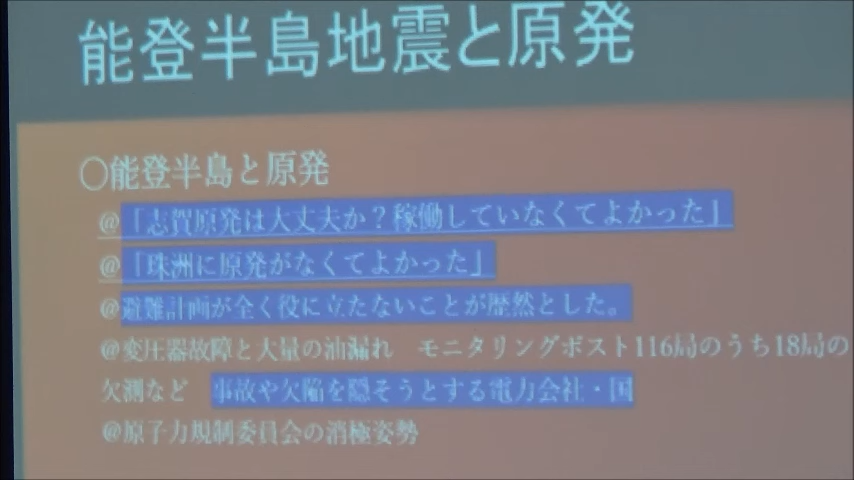 能登半島地震と原発
〇能登半島と原発
@「志賀原発は大丈夫か？稼働していなくてよかった」
@「珠洲に原発がなくてよかった」
@避難計画が全く役に立たないことが歴然とした。
@変圧器故障と大量の油漏れ　モニタリングポスト116局のうち18局の
欠測など　事故や欠陥を隠そうとする電力会社・国
@原子力規制委員会の消極姿勢